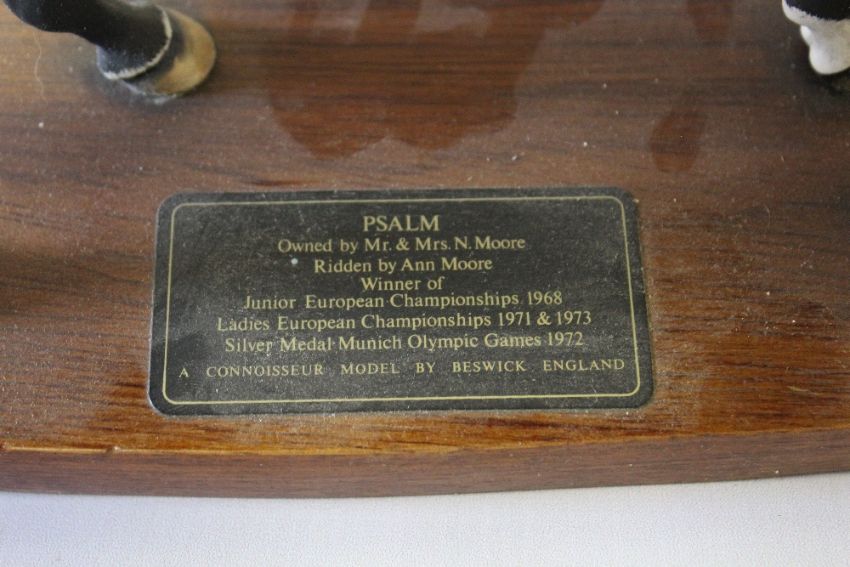 PSALM
Owned by Mr. & Mrs. N. Moore
Ridden by Ann Moore
Winner of
Junior European Championships 1968
Ladies European Championships 1971 & 1973
Silver Medal Munich Olympic Games 1972
A CONNOISSEUR MODEL BY BESWICK ENGLAND